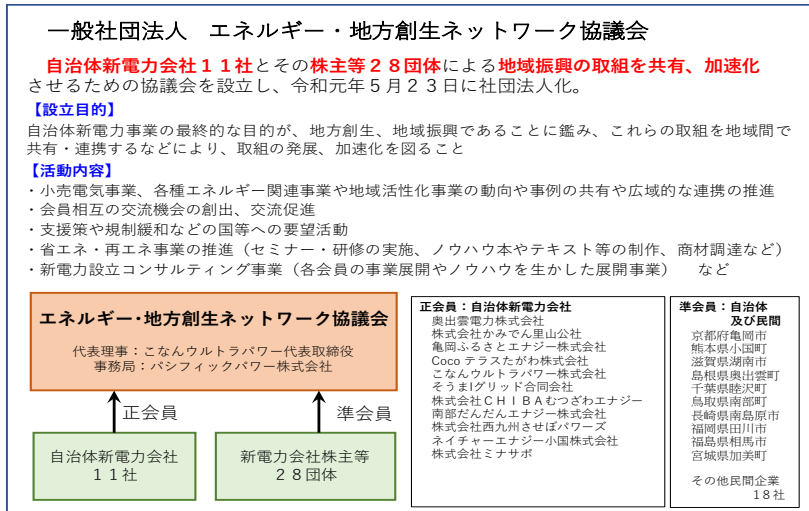 一般社団法人　エネルギー・地方創生ネットワーク協議会
自治体新電力会社１１社とその株主等２８団体による地域振興の取組を共有、加速化
させるための協議会を設立し、令和元年５月２３日に社団法人化。
【設立目的】
自治体新電力事業の最終的な目的が、地方創生、地域振興であることに鑑み、これらの取組を地域間で
共有・連携するなどにより、取組の発展、加速化を図ること
【活動内容】
・小売電気事業、各種エネルギー関連事業や地域活性化事業の動向や事例の共有や広域的な連携の推進
・会員相互の交流機会の創出、交流促進
・支援策や規制緩和などの国等への要望活動
・省エネ・再エネ事業の推進（セミナー・研修の実施、ノウハウ本やテキスト等の制作、商材調達など）
・新電力設立コンサルティング事業（各会員の事業展開やノウハウを生かした展開事業）　など
エネルギー・地方創生ネットワーク協議会
代表理事：こなんウルトラパワー代表取締役
事務局：パシフィックパワー株式会社
正会員
準会員
自治体新電力会社
１１社
新電力会社株主等
２８団体
正会員：自治体新電力会社
奥出雲電力株式会社
株式会社かみでん里山公社
亀岡ふるさとエナジー株式会社
Coco テラスたがわ株式会社
こなんウルトラパワー株式会社
そうまIグリッド合同会社
株式会社ＣＨＩＢＡむつざわエナジー
南部だんだんエナジー株式会社
株式会社西九州させぼパワーズ
ネイチャーエナジー小国株式会社
株式会社ミナサポ
準会員：自治体
及び民間
京都府亀岡市
熊本県小国町
滋賀県湖南市
島根県奥出雲町
千葉県睦沢町
鳥取県南部町
長崎県南島原市
福岡県田川市
福島県相馬市
宮城県加美町
その他民間企業
18社